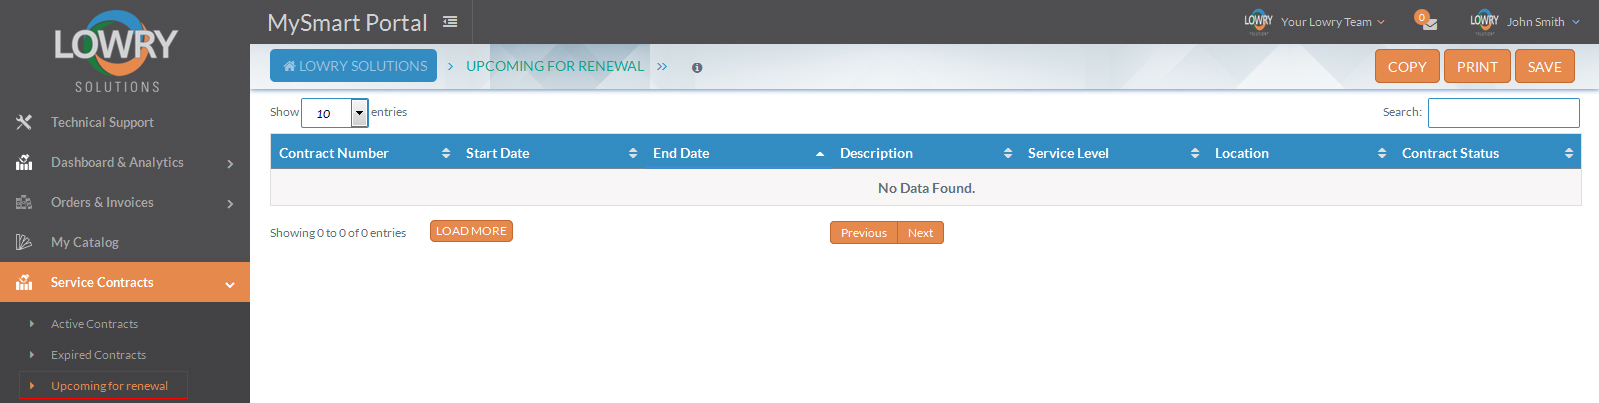 LOWRY
SOLUTIONS
MySmart Portal
LOWRY
Your Lowry Team
0
LOWRY
John Smith
LOWRY SOLUTIONS > UPCOMING FOR RENEWAL >>
COPY PRINT SAVE
Technical Support
Dashboard & Analytics
Orders & Invoices
My Catalog
Service Contracts
Active Contracts
Expired Contracts
Upcoming for renewal
Show 10 entries
Search:
Contract Number Start Date End Date Description Service Level Location Contract Status
No Data Found.
Showing 0 to 0 of 0 entries LOAD MORE Previous Next